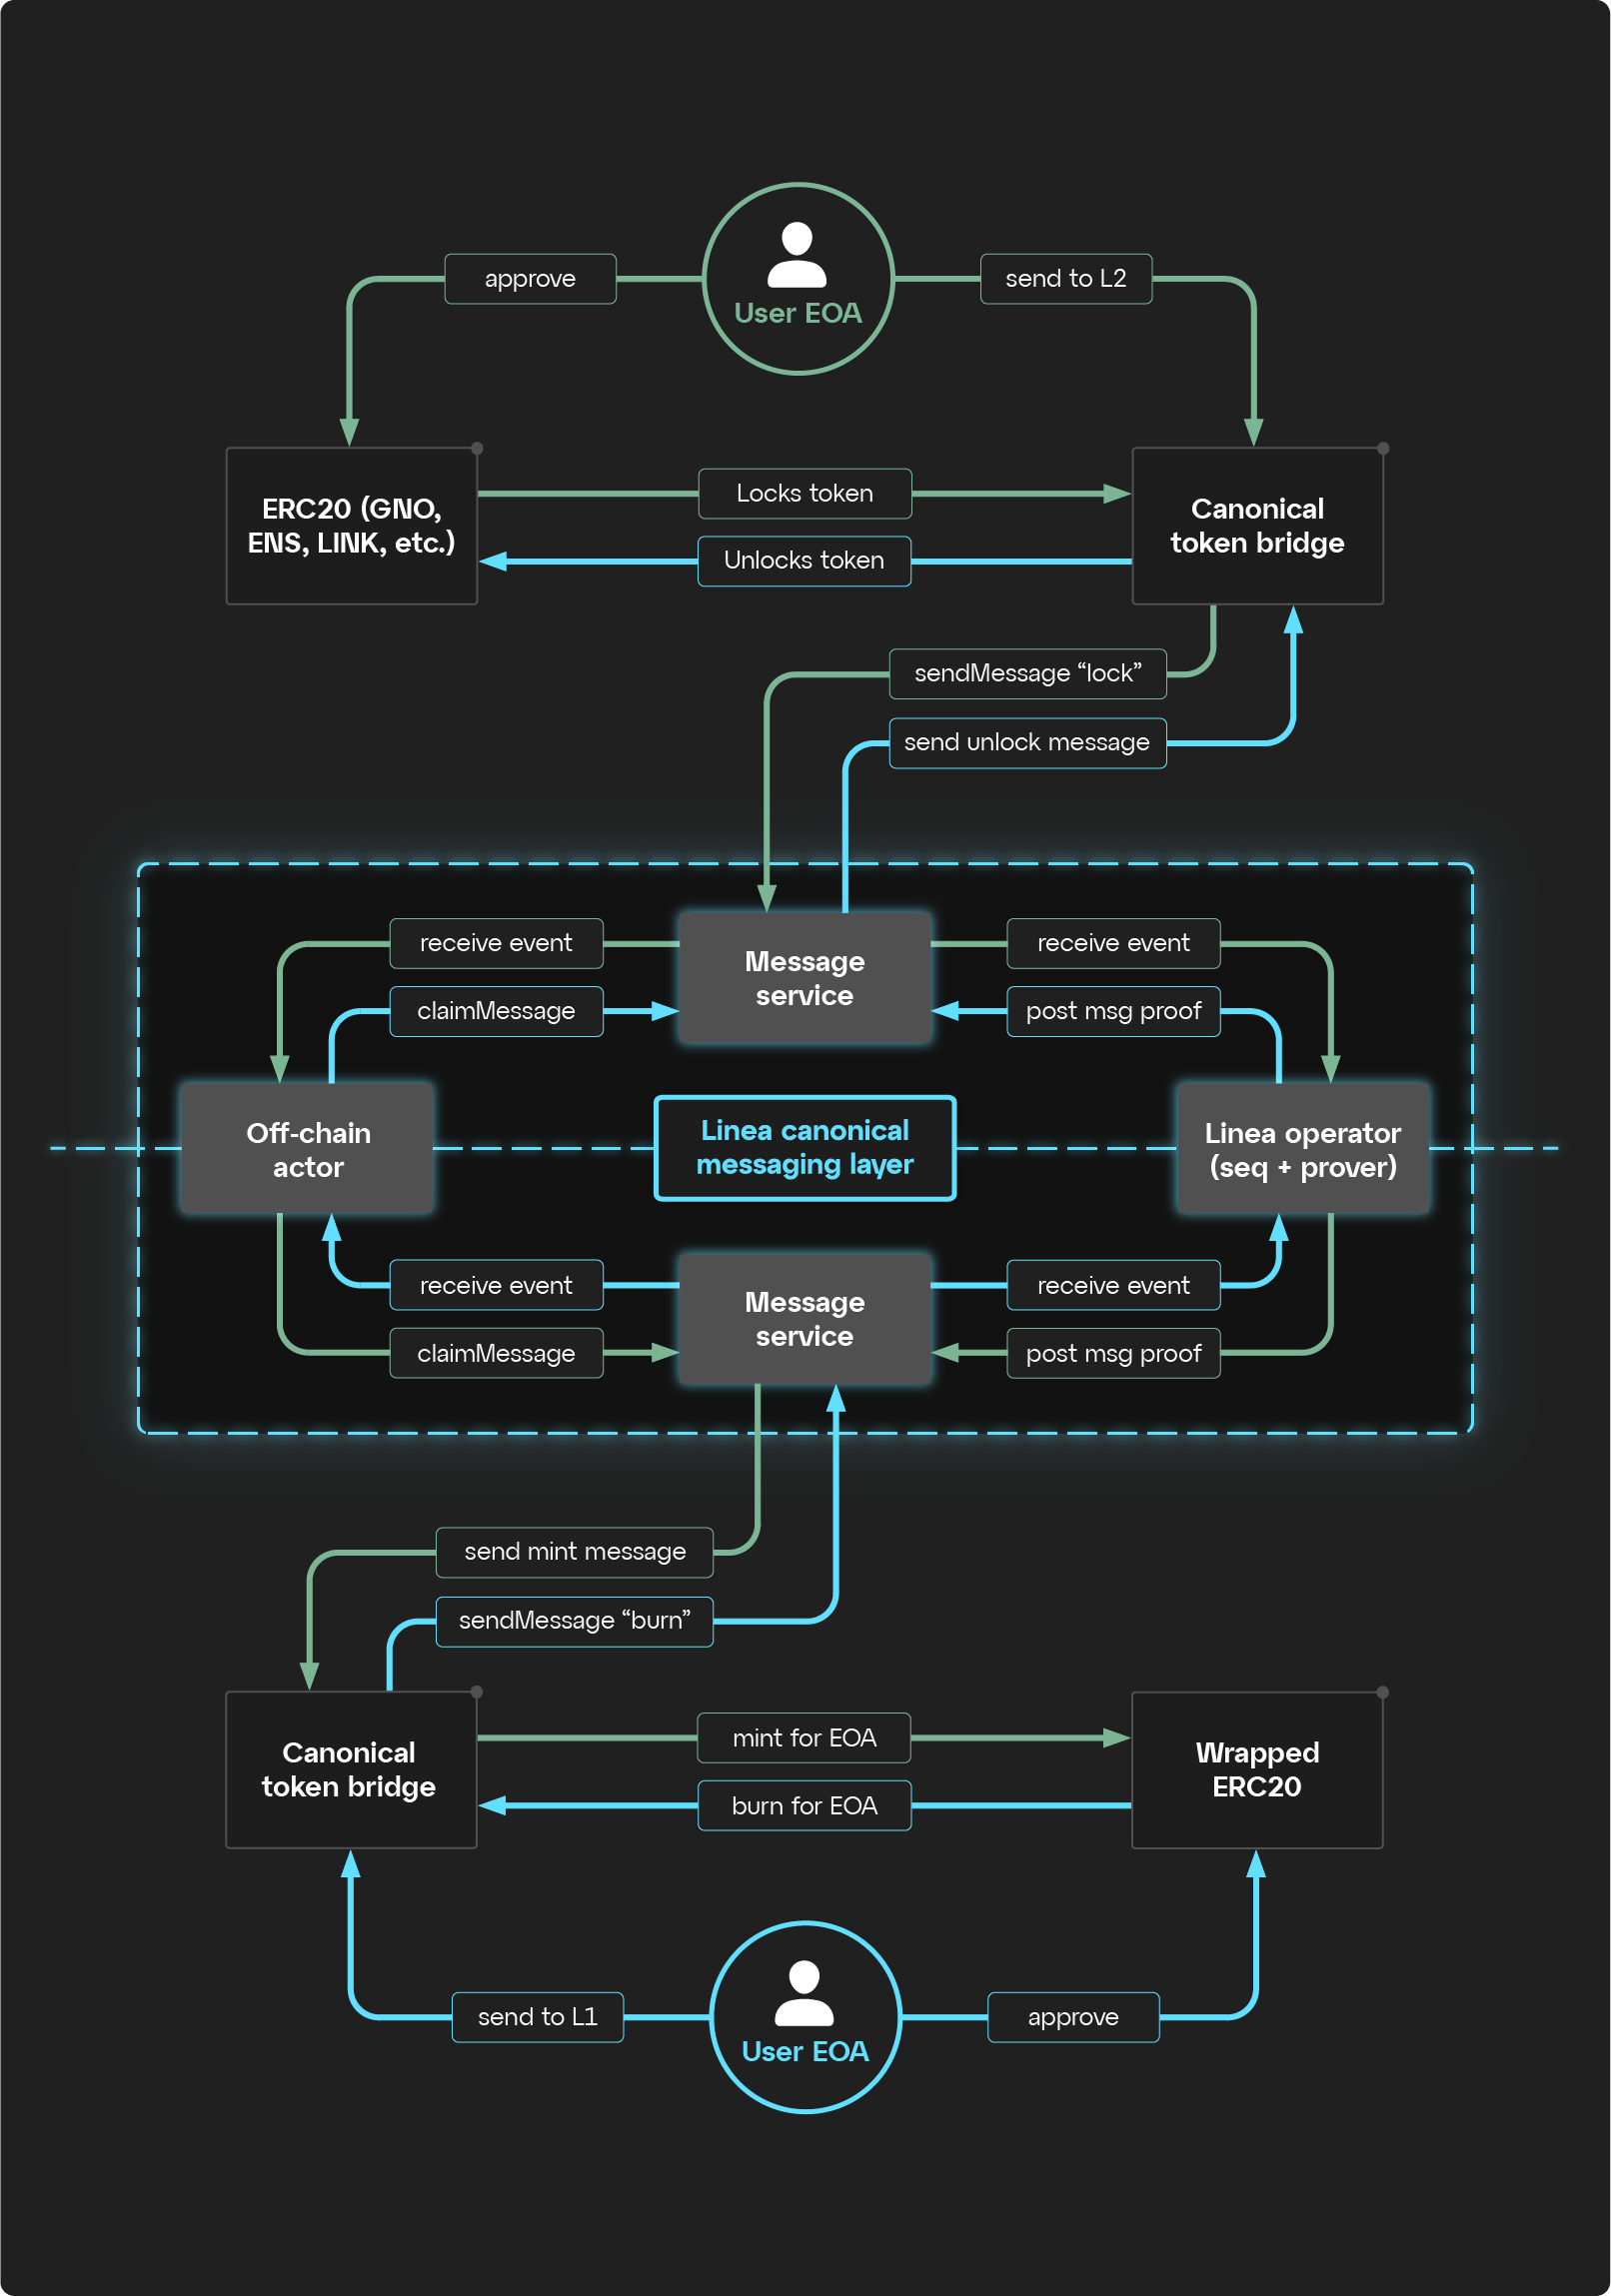 approve
send to L2
User EOA
ERC20 (GNO,
ENS, LINK, etc.)
Locks token
Unlocks token
Canonical
token bridge
sendMessage “lock”
send unlock message
receive event
claimMessage
Message
service
receive event
post msg proof
Off-chain
actor
Linea canonical
messaging layer
Linea operator
(seq + prover)
receive event
claimMessage
Message
service
receive event
post msg proof
send mint message
sendMessage “burn”
Canonical
token bridge
mint for EOA
burn for EOA
Wrapped
ERC20
send to L1
User EOA
approve